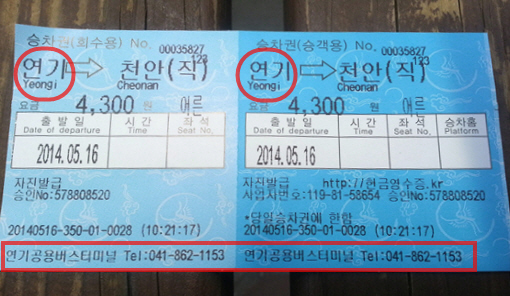 승차권(회수용) No. 00035827
123
연기 ⇨ 천안(직)
Yeongi Cheonan
요금 4,300 원 어른
출발일 시간 좌석
Date of departure Time Seat No.
2014.05.16
자진발급
승인No:578808520
20140516-350-01-0028 (10:21:17)
연기공용버스터미널 Tel:041-862-1153
승차권(승객용) No. 00035827
123
연기 ⇨ 천안(직)
Yeongi Cheonan
요금 4,300 원 어른
출발일 시간 좌석 승차홈
Date of departure Time Seat No. Platform
2014.05.16
자진발급 http://현금영수증.kr
사업자번호:119-81-58654 승인No:578808520
*당일승차권에 한함
20140516-350-01-0028 (10:21:17)
연기공용버스터미널 Tel:041-862-1153